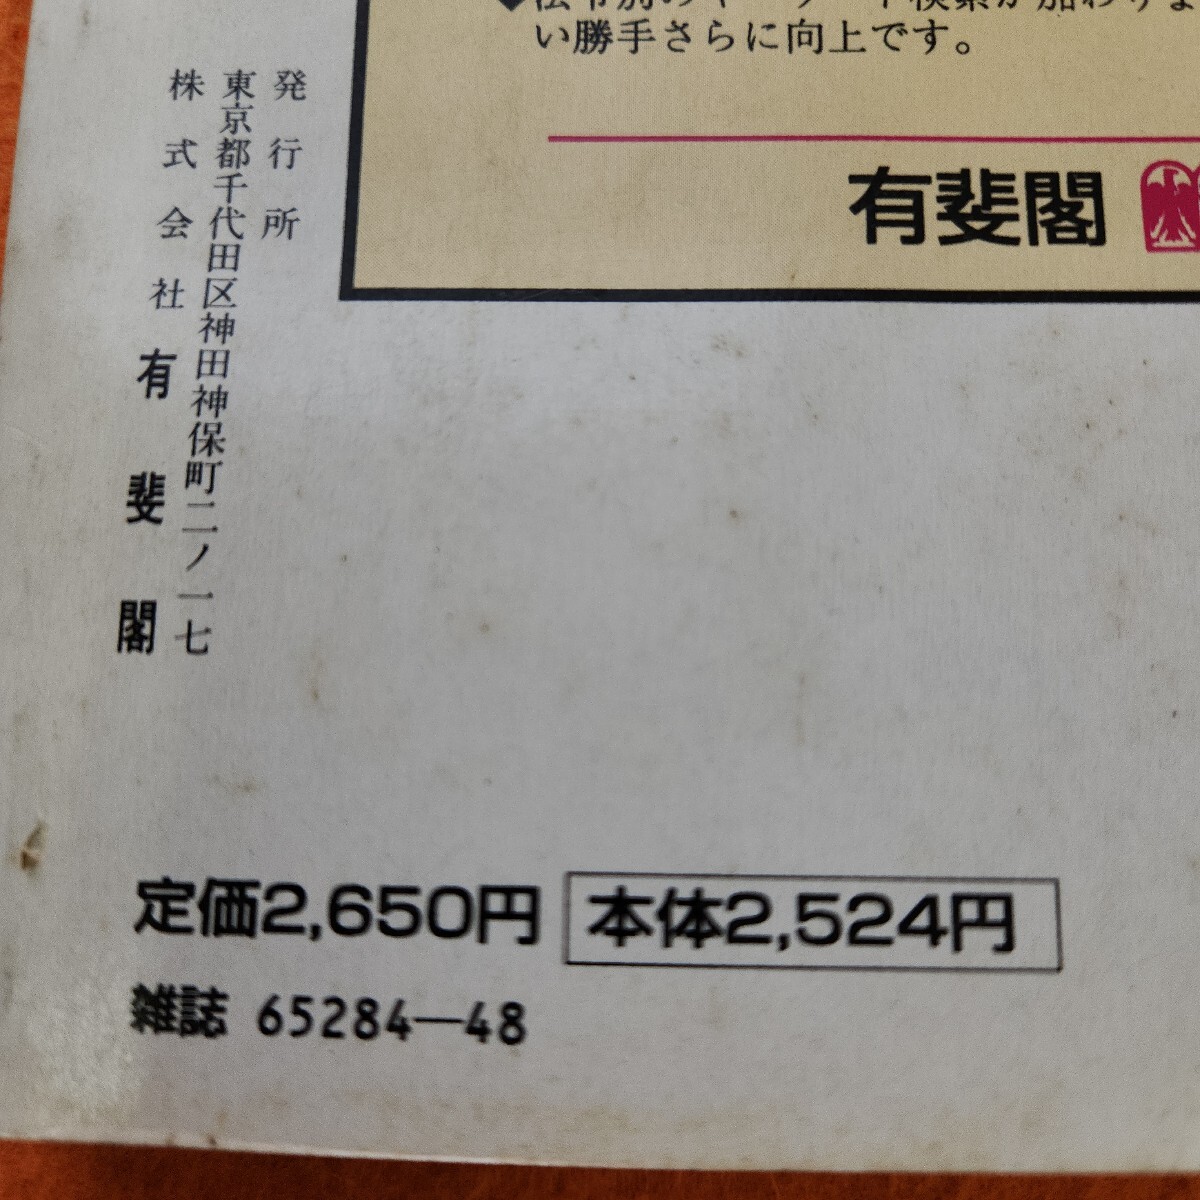 い勝手さらに向上です。
有斐閣
発行所
東京都千代田区神田神保町二ノ一七
株式会社 有斐閣
定価2,650円
本体2,524円
雑誌 65284—48